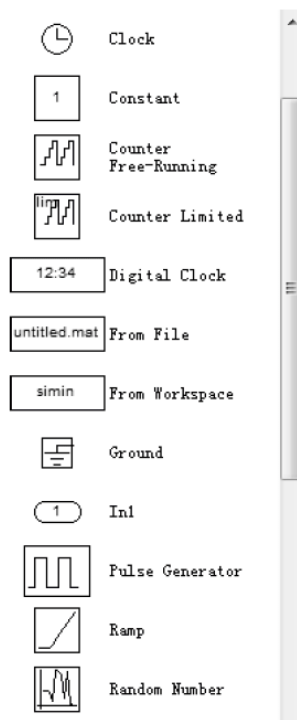 Clock
1
Constant
Counter
Free-Running
lim
Counter Limited
12:34
Digital Clock
untitled.mat
From File
simin
From Workspace
Ground
1
In1
Pulse Generator
Ramp
Random Number